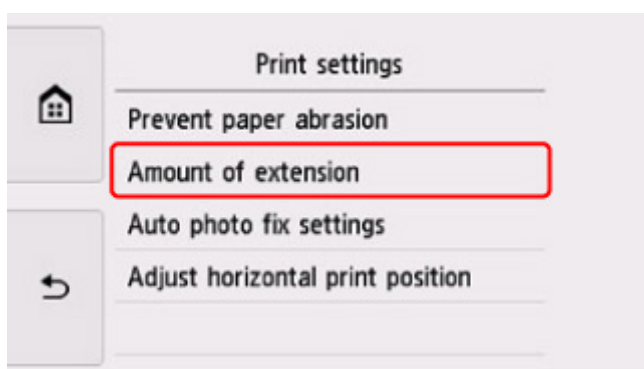 Print settings
Prevent paper abrasion
Amount of extension
Auto photo fix settings
Adjust horizontal print position